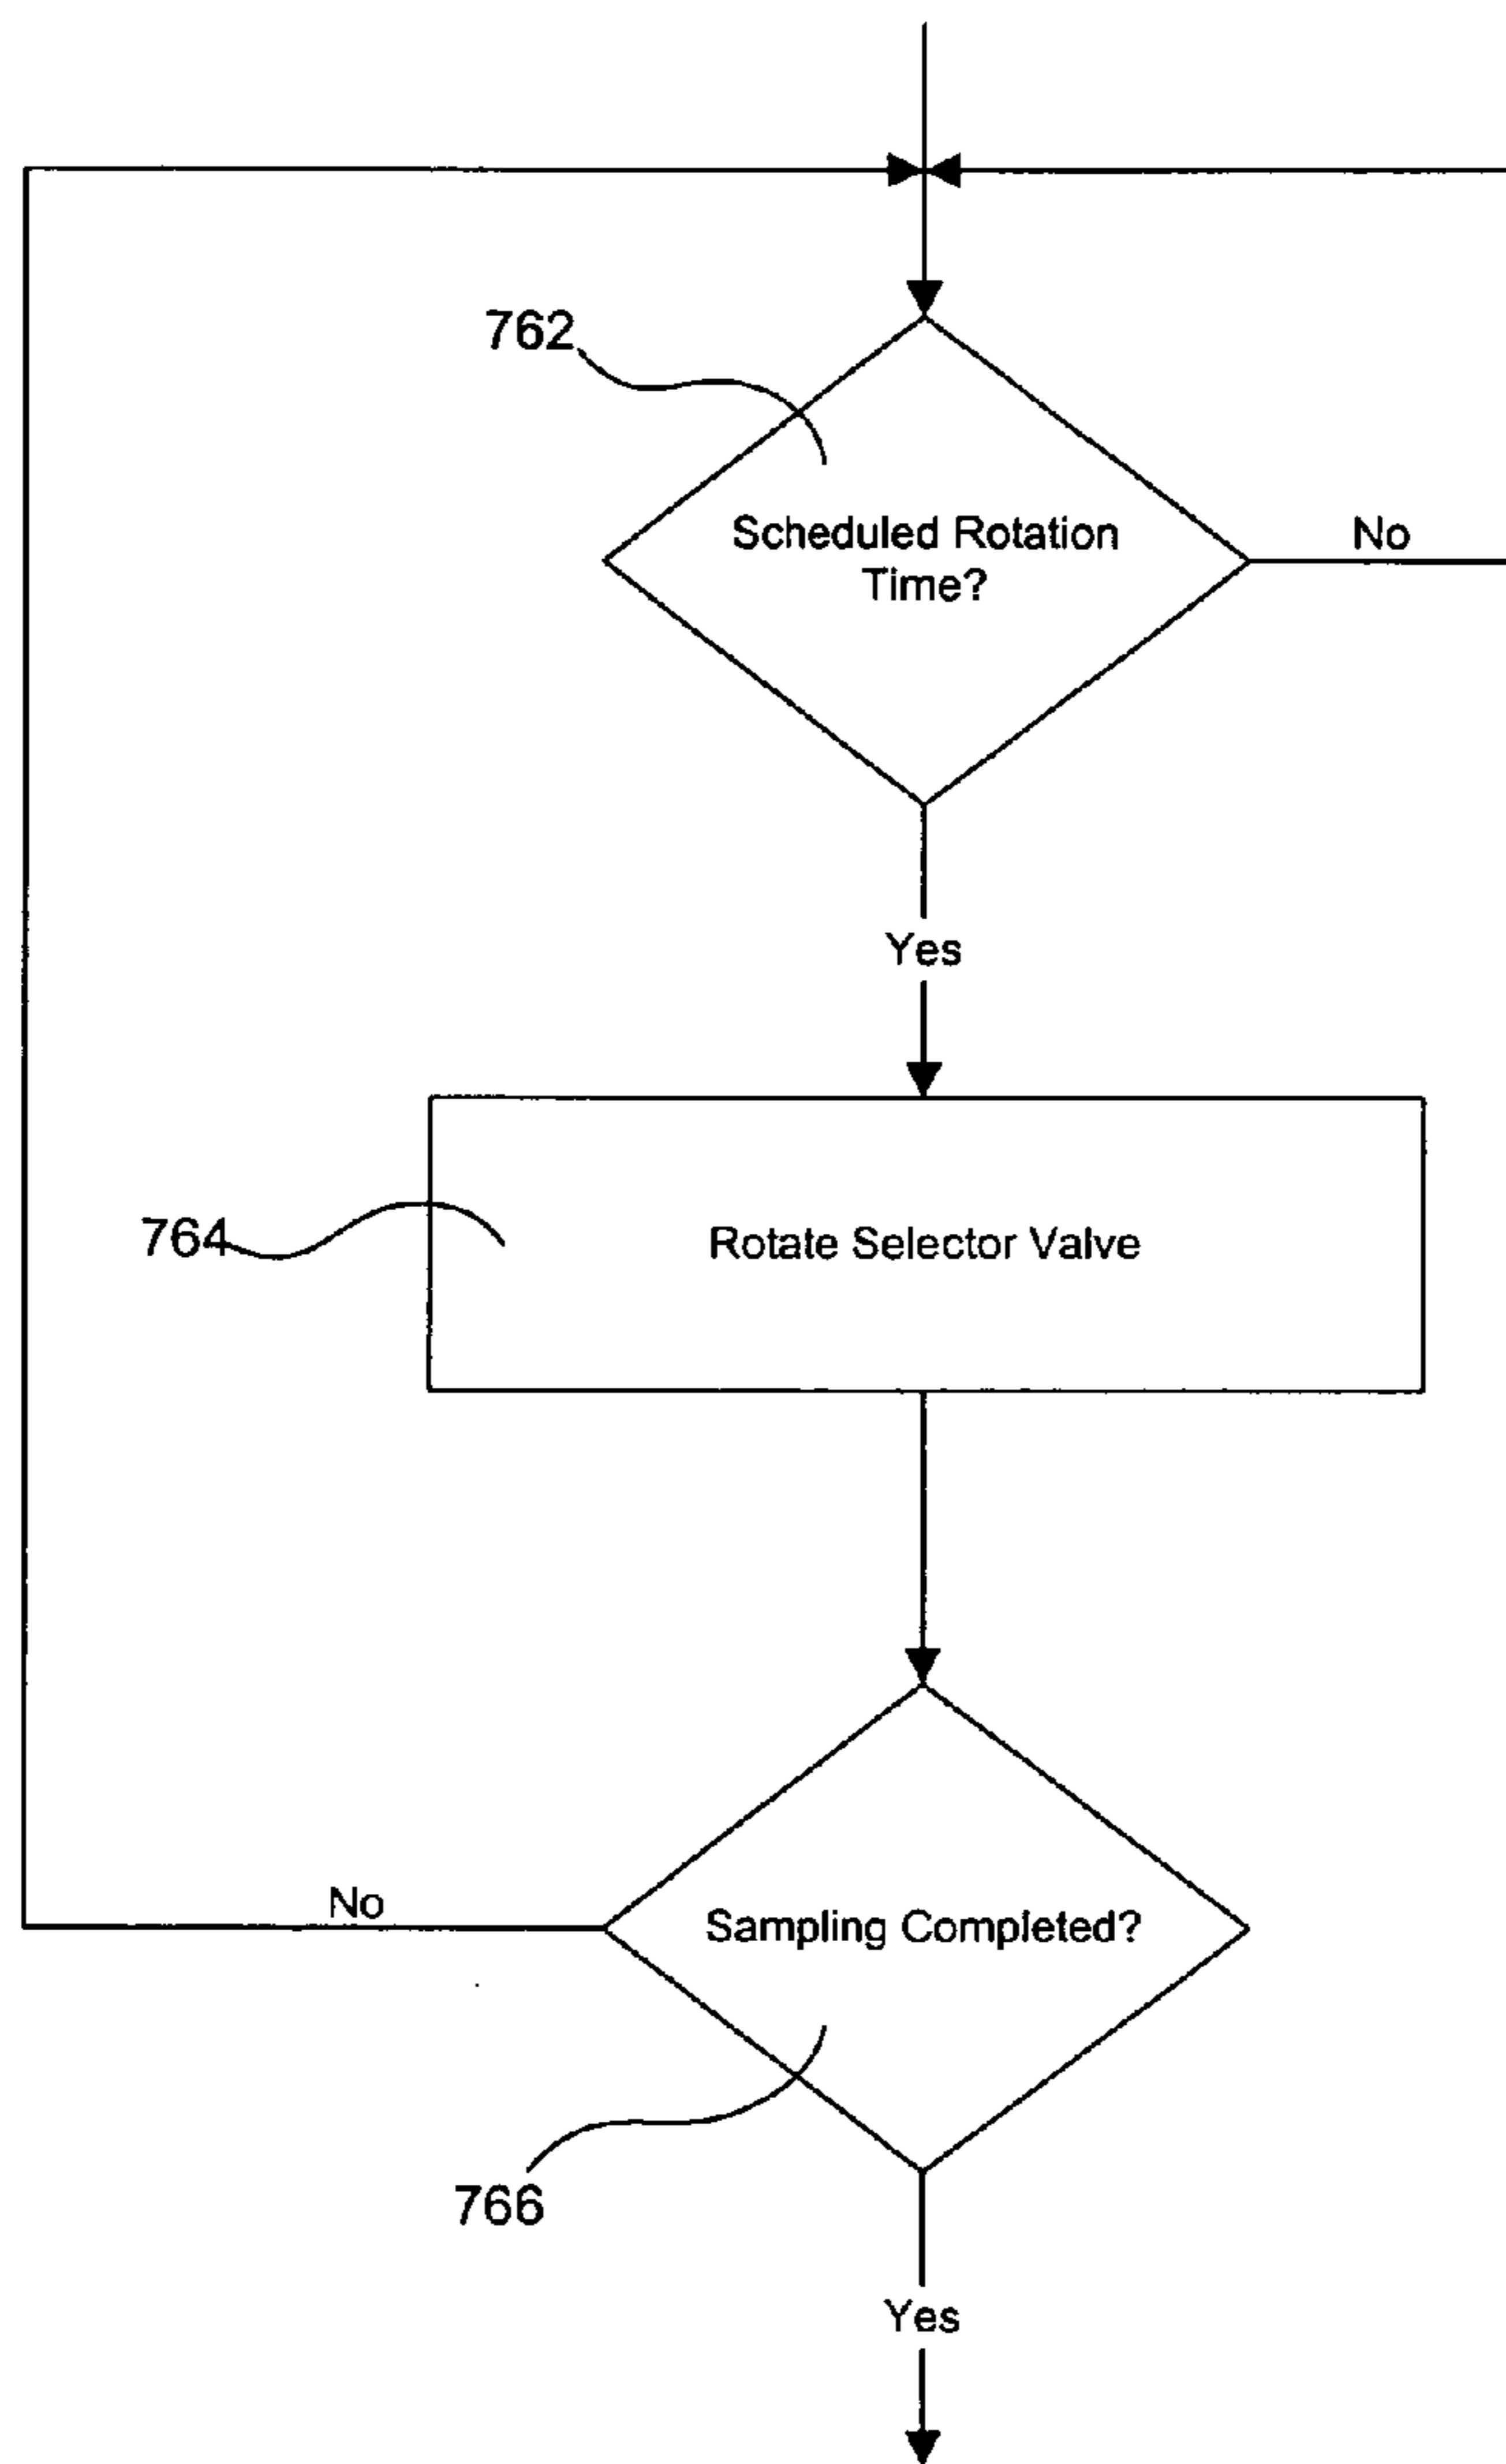 762
Scheduled Rotation
Time?
No
Yes
764
Rotate Selector Valve
No
Sampling Completed?
766
Yes